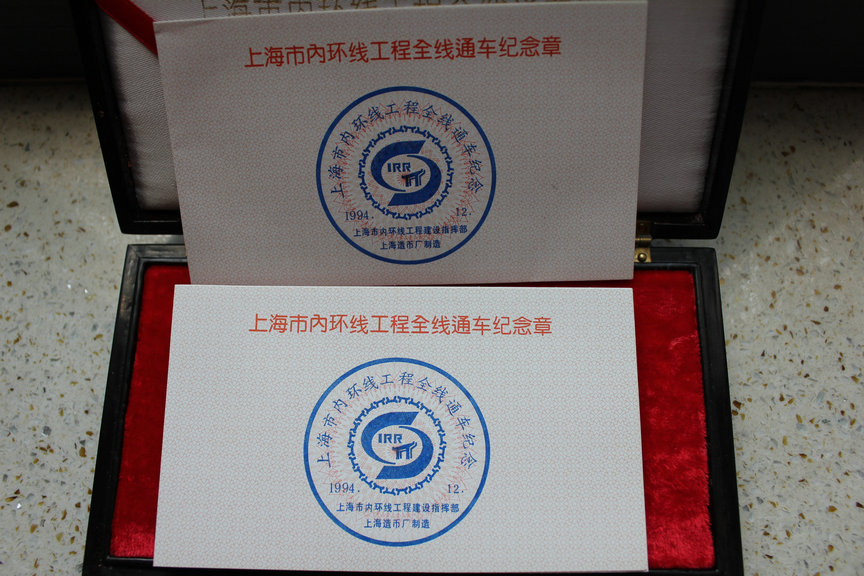 上海市内环线工程全线通车纪念章
上海市内环线工程全线通车纪念
IRR
1994.
12.
上海市内环线工程建设指挥部
上海造币厂制造
上海市内环线工程全线通车纪念章
上海市内环线工程全线通车纪念
IRR
1994.
12.
上海市内环线工程建设指挥部
上海造币厂制造